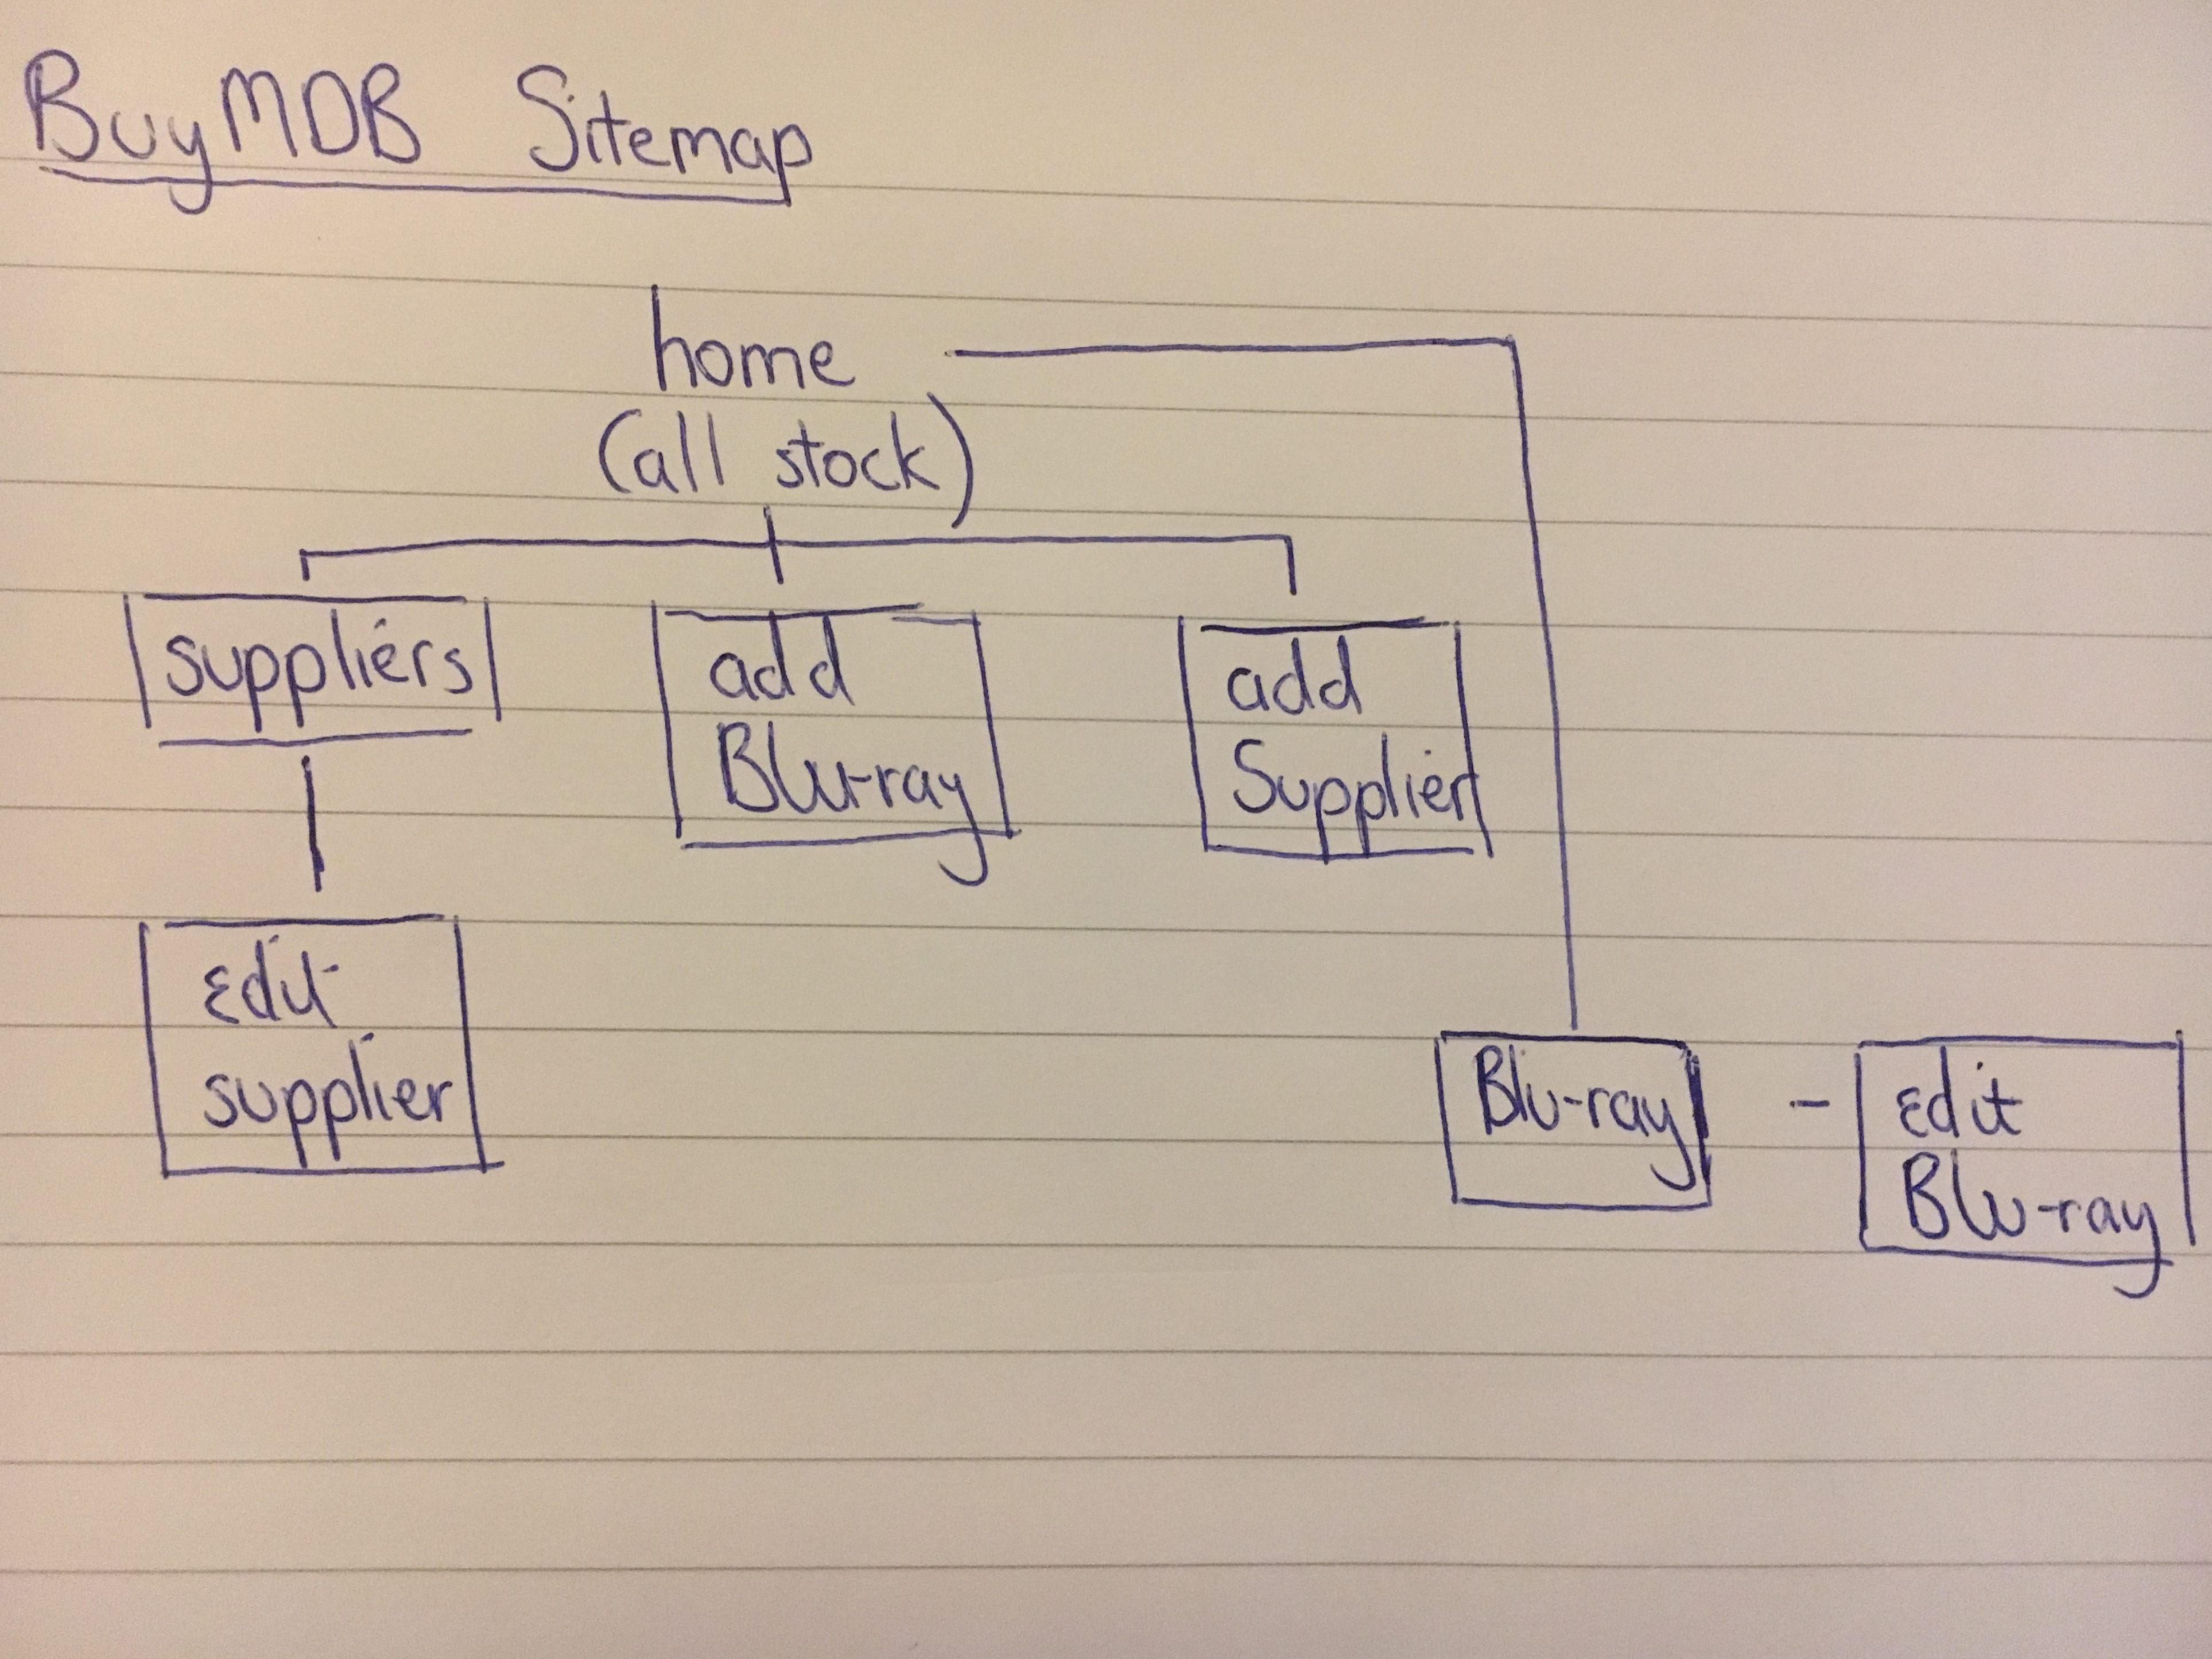 BuyMDB Sitemap
home
(all stock)
suppliers
add
Blu-ray
add
Supplier
Edit
supplier
Blu-ray
Edit
Blu-ray